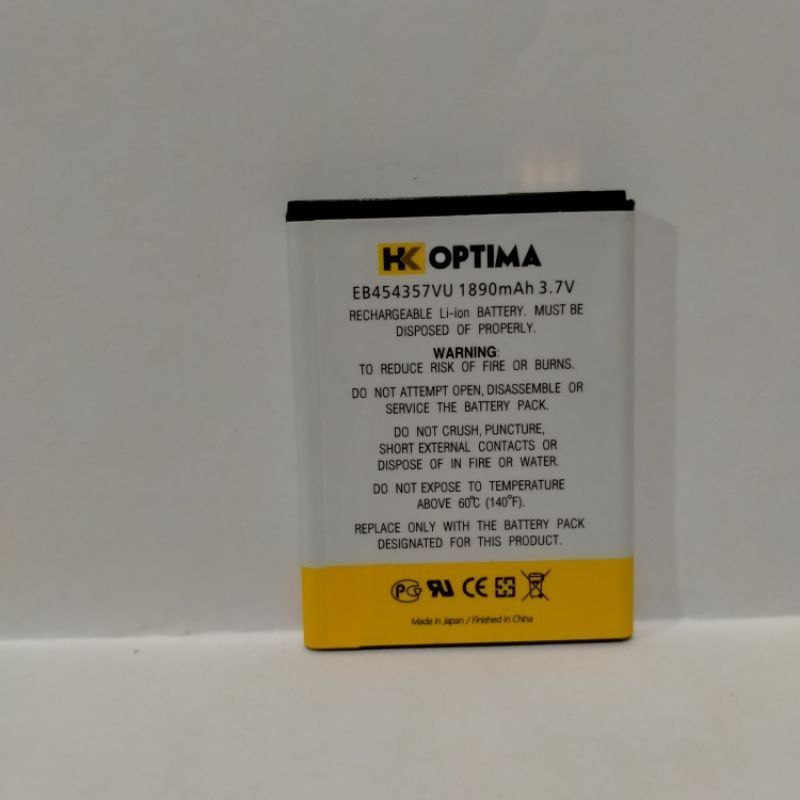 HK OPTIMA
EB454357VU 1890mAh 3.7V
RECHARGEABLE Li-ion BATTERY. MUST BE
DISPOSED OF PROPERLY.
WARNING:
TO REDUCE RISK OF FIRE OR BURNS.
DO NOT ATTEMPT OPEN, DISASSEMBLE OR
SERVICE THE BATTERY PACK.
DO NOT CRUSH, PUNCTURE,
SHORT EXTERNAL CONTACTS OR
DISPOSE OF IN FIRE OR WATER.
DO NOT EXPOSE TO TEMPERATURE
ABOVE 60℃ (140℉).
REPLACE ONLY WITH THE BATTERY PACK
DESIGNATED FOR THIS PRODUCT.
CE
Made in Japan / Finished in China